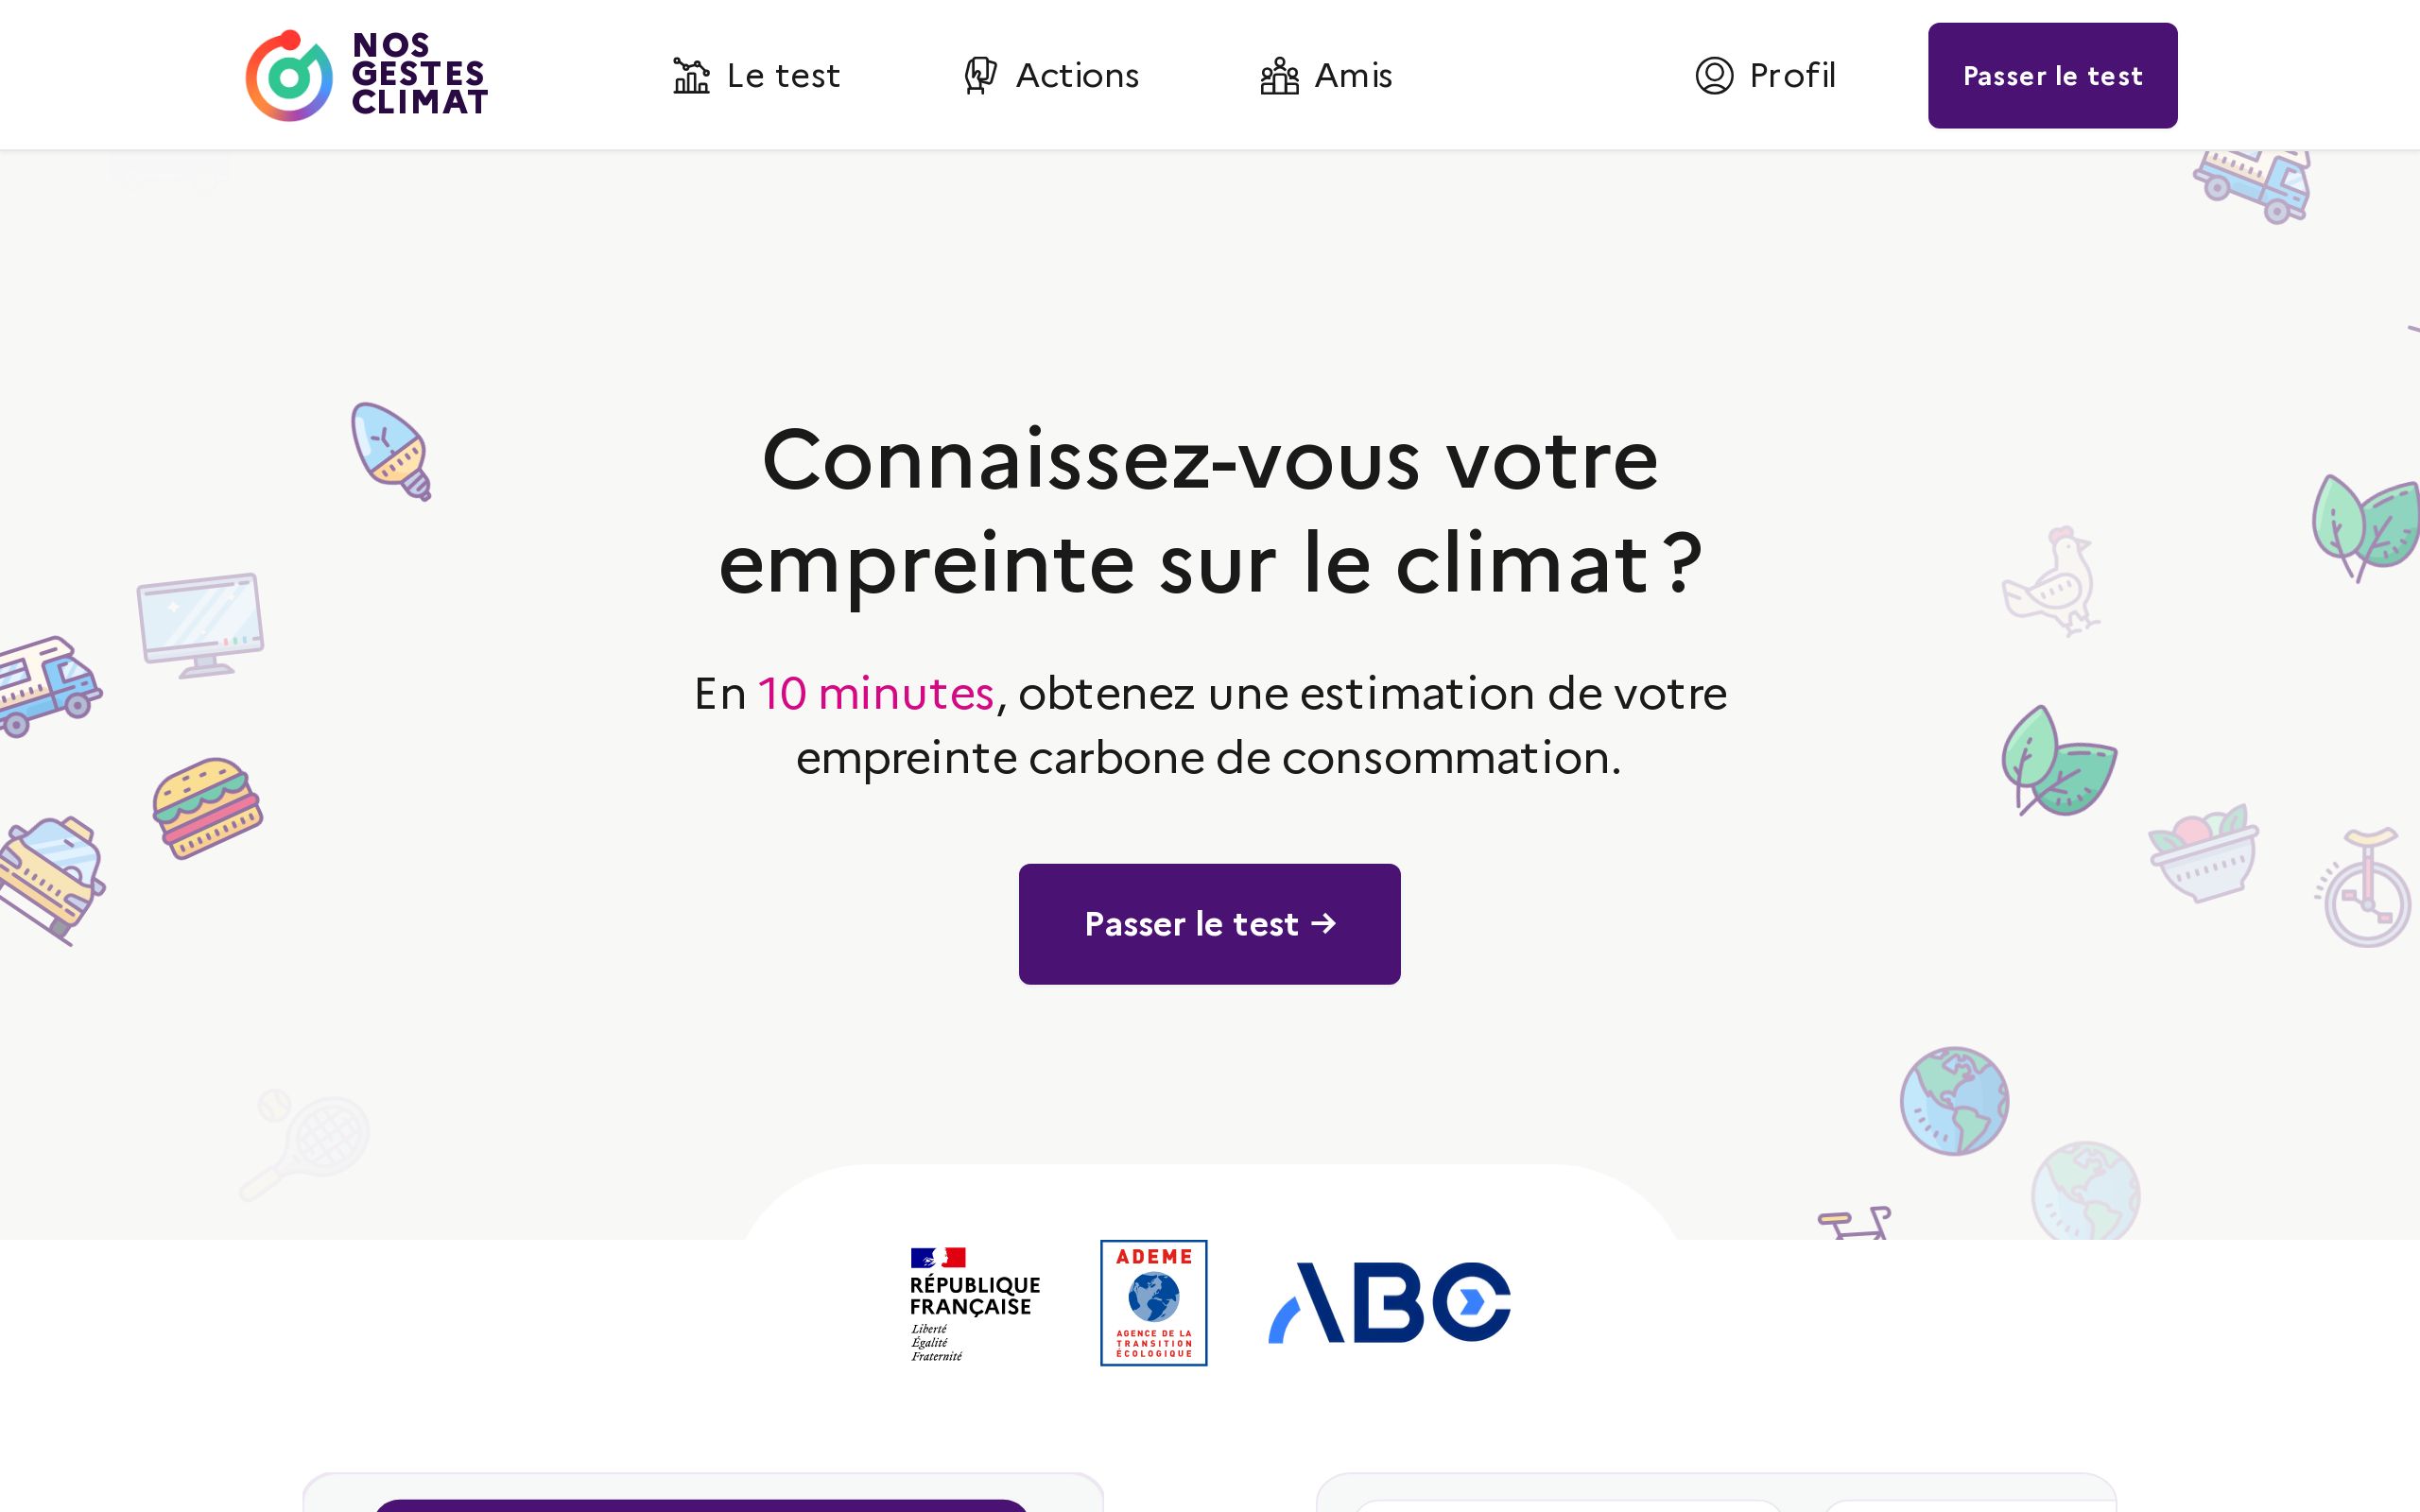 NOS
GESTES
CLIMAT
Le test
Actions
Amis
Profil
Passer le test
Connaissez-vous votre
empreinte sur le climat ?
En 10 minutes, obtenez une estimation de votre
empreinte carbone de consommation.
Passer le test →
RÉPUBLIQUE
FRANÇAISE
Liberté
Égalité
Fraternité
ADEME
AGENCE DE LA
TRANSITION
ÉCOLOGIQUE
ABC